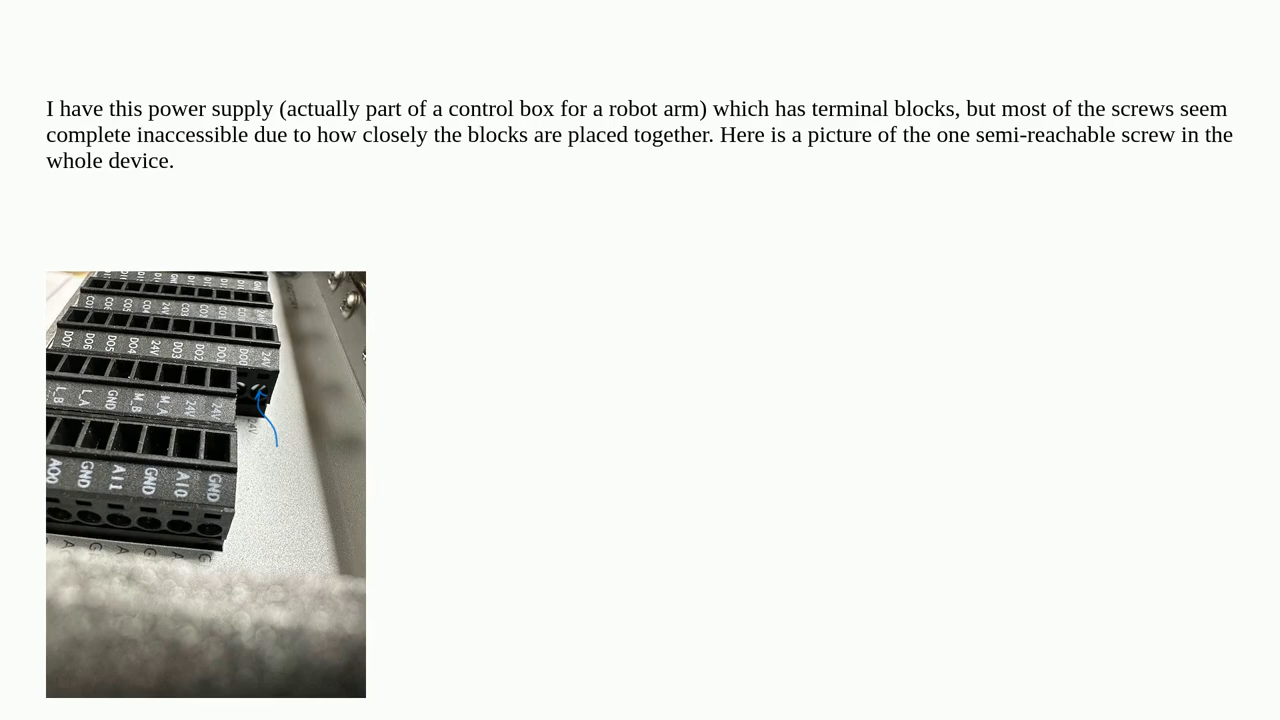 I have this power supply (actually part of a control box for a robot arm) which has terminal blocks, but most of the screws seem
complete inaccessible due to how closely the blocks are placed together. Here is a picture of the one semi-reachable screw in the
whole device.
DO7 DO6 DO5 DO4 24V DO3 DO2 DO1 DO0 24V
L_B L_A GND M_B M_A 24V 24V
24V
AO0 GND AI1 GND AI0 GND
A G A G A G